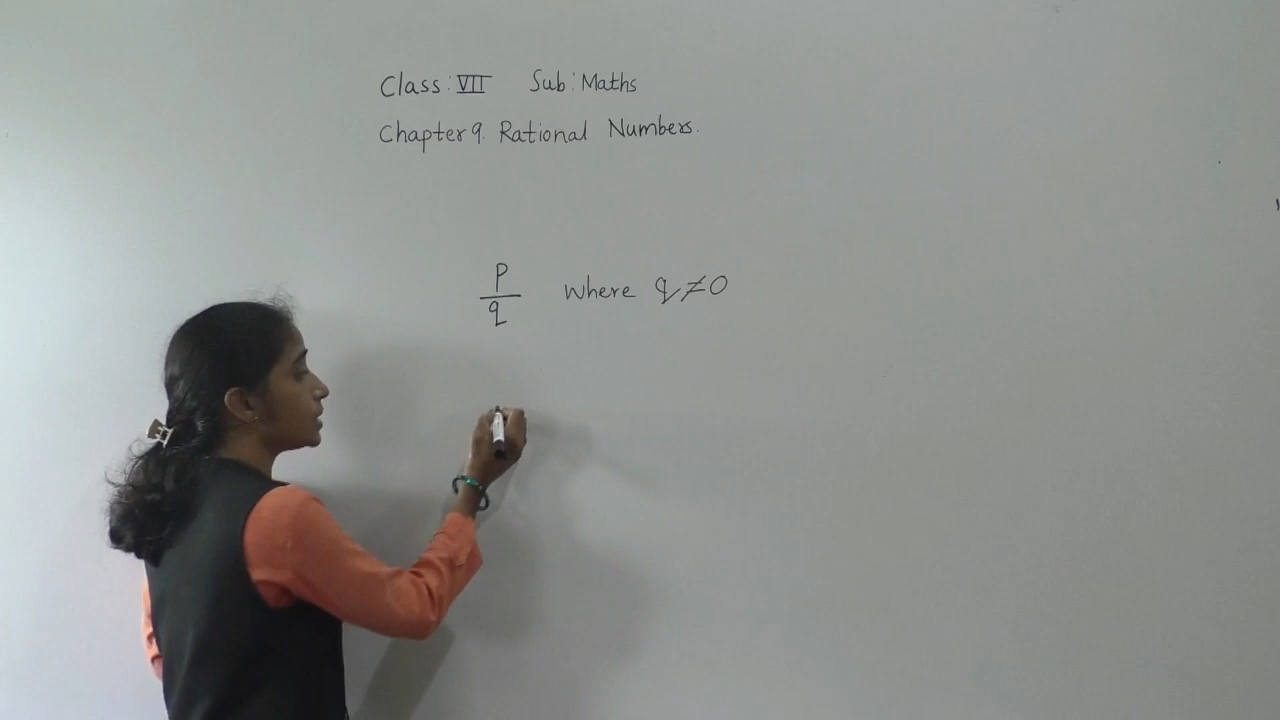 Class : VII Sub : Maths
Chapter 9. Rational Numbers.
P/q where q ≠ 0